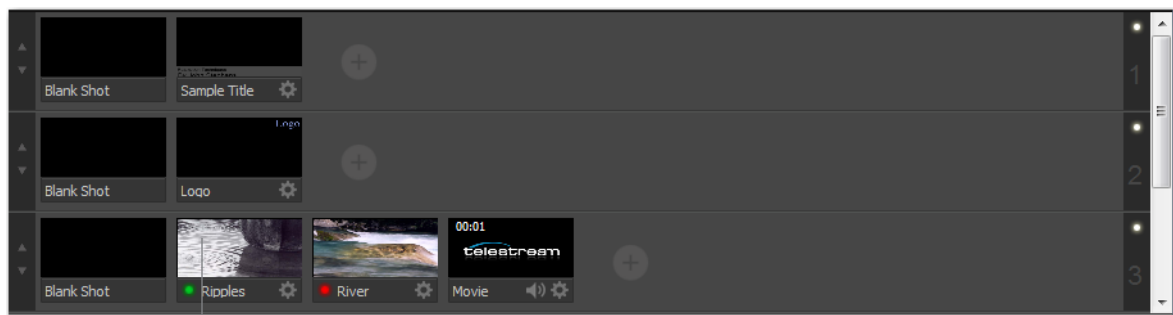 Blank Shot
Sample Title
1
Logo
Blank Shot
Logo
2
00:01
telestream
Blank Shot
Ripples
River
Movie
3